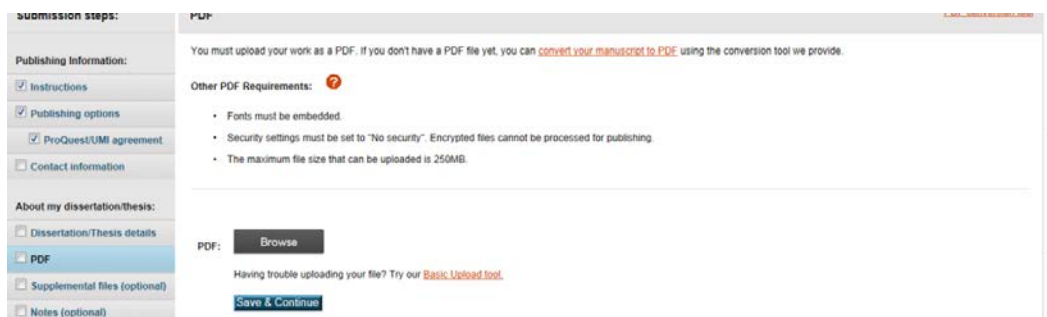 Submission steps:
PDF
PDF conversion tool
You must upload your work as a PDF. If you don't have a PDF file yet, you can convert your manuscript to PDF using the conversion tool we provide.
Publishing Information:
Instructions
Other PDF Requirements: ?
Publishing options
• Fonts must be embedded.
ProQuest/UMI agreement
• Security settings must be set to "No security". Encrypted files cannot be processed for publishing.
Contact information
• The maximum file size that can be uploaded is 250MB.
About my dissertation/thesis:
Dissertation/Thesis details
PDF: Browse
PDF
Having trouble uploading your file? Try our Basic Upload tool.
Supplemental files (optional)
Save & Continue
Notes (optional)